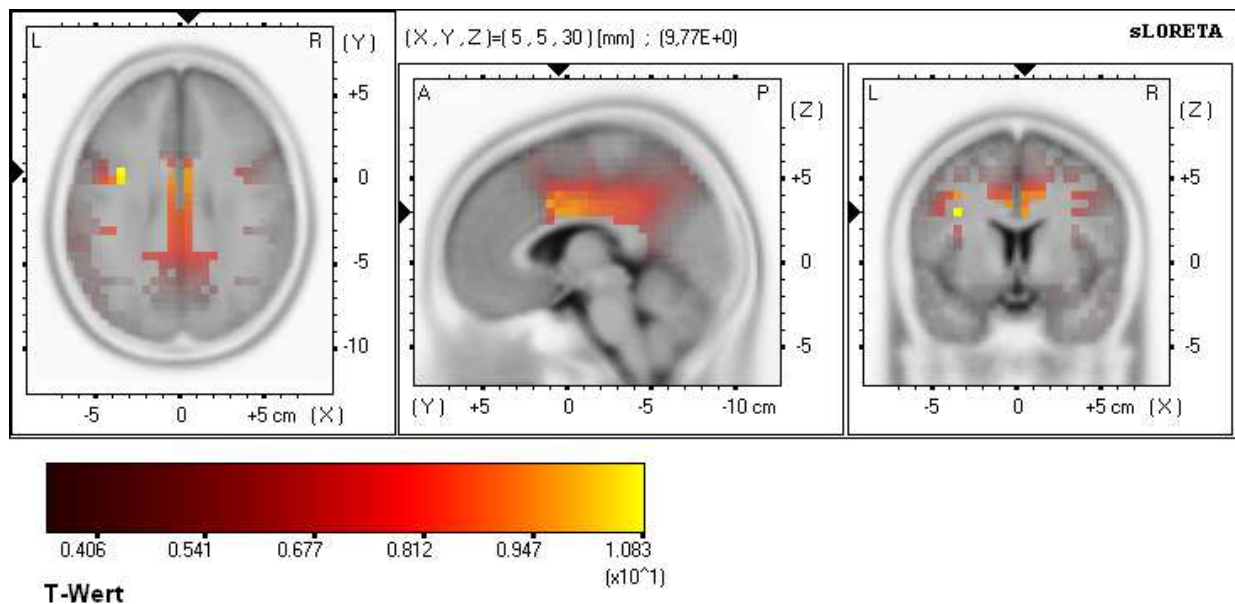 L R (Y)
+5
0
-5
-10
-5 0 +5 cm (X)
(X,Y,Z)=(5,5,30)[mm] ; (9,77E+0)
sLORETA
A P (Z)
+5
0
-5
(Y) +5 0 -5 -10 cm
L R (Z)
+5
0
-5
-5 0 +5 cm (X)
0.406 0.541 0.677 0.812 0.947 1.083
(x10^1)
T-Wert